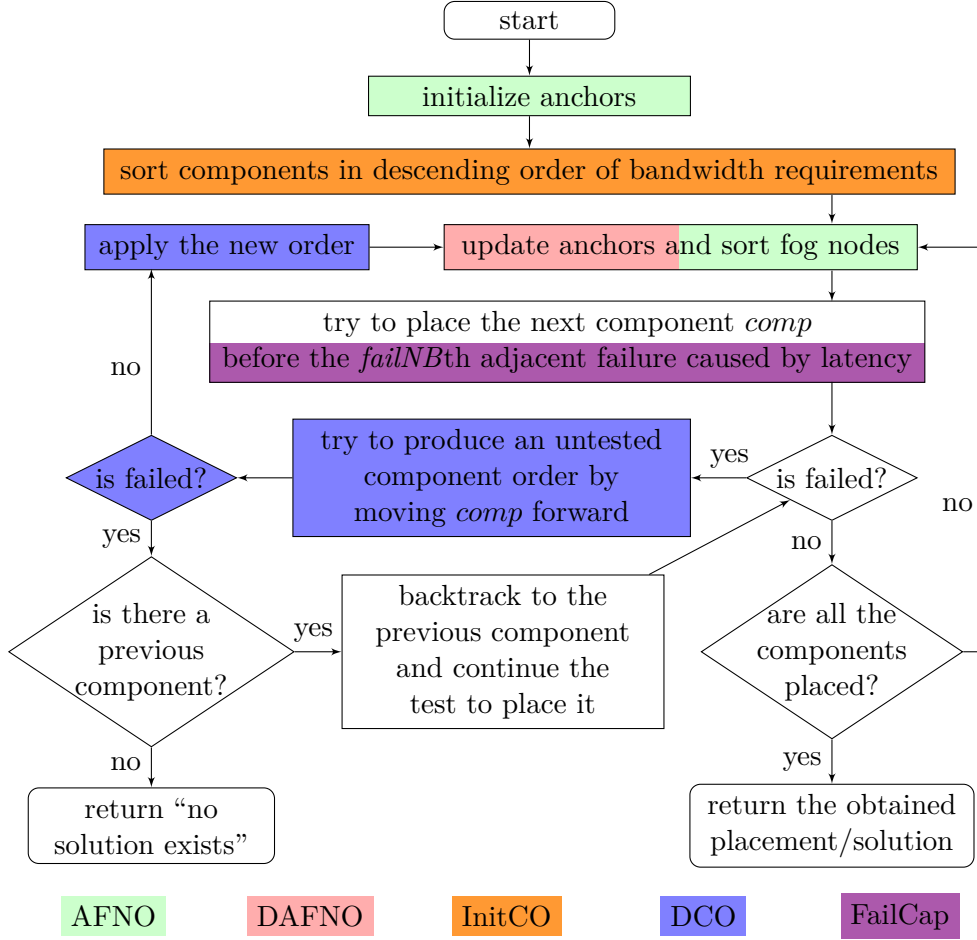 start
initialize anchors
sort components in descending order of bandwidth requirements
apply the new order
update anchors and sort fog nodes
try to place the next component comp
before the failNBth adjacent failure caused by latency
no
is failed?
try to produce an untested
component order by
moving comp forward
yes
is failed?
no
yes
no
is there a
previous
component?
yes
backtrack to the
previous component
and continue the
test to place it
are all the
components
placed?
no
yes
return “no
solution exists”
return the obtained
placement/solution
AFNO
DAFNO
InitCO
DCO
FailCap